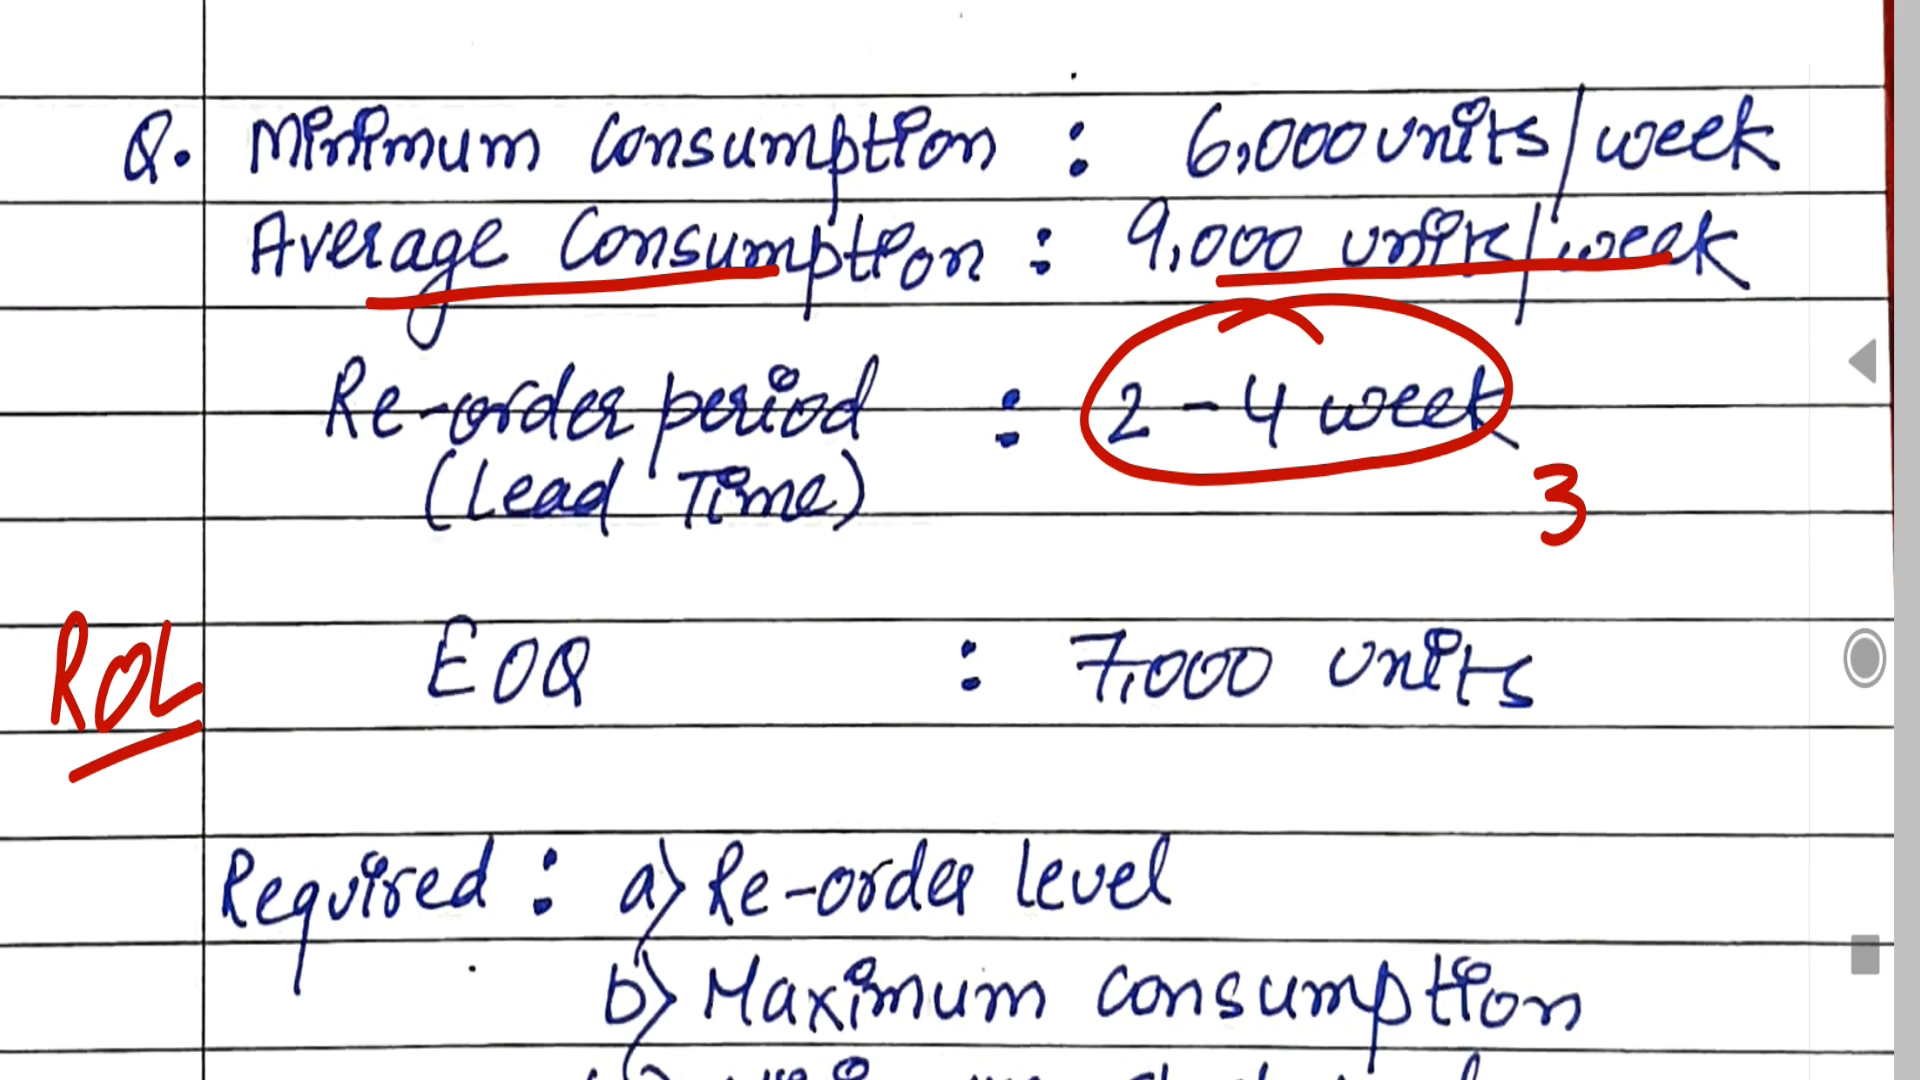 Q. Minimum Consumption : 6,000 units/week
Average Consumption : 9,000 units/week
Re-order period : 2 - 4 week
(Lead Time) 3
ROL EOQ : 7,000 units
Required : a) Re-order level
b) Maximum consumption